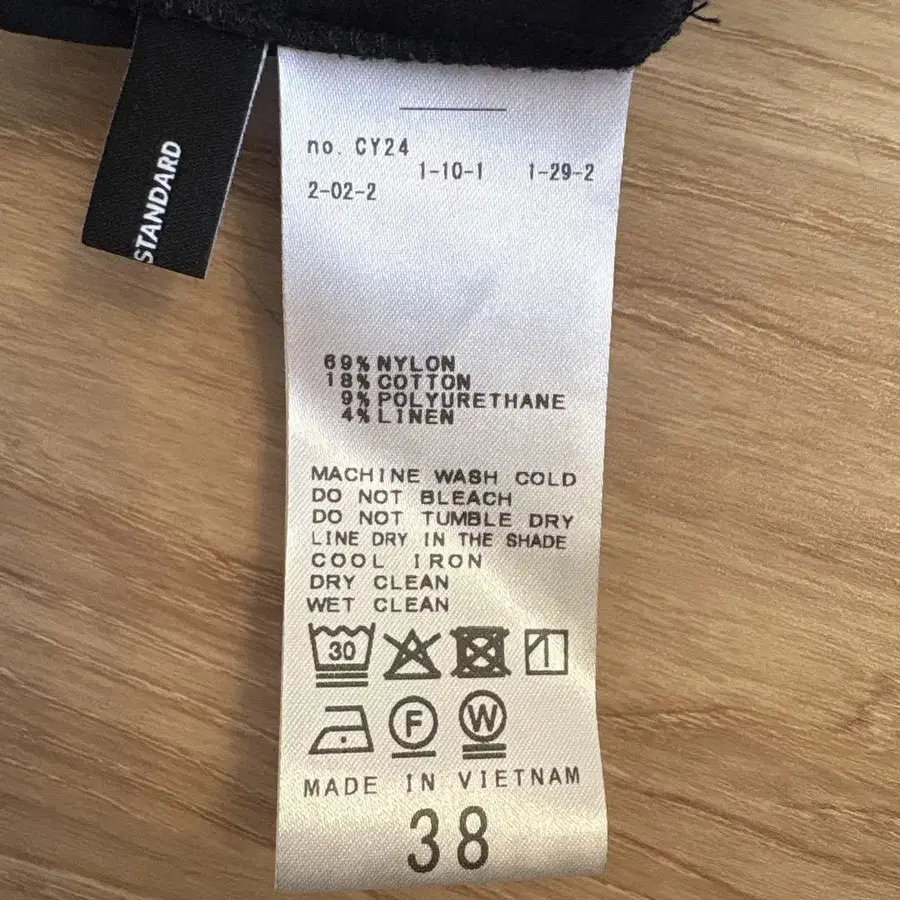 STANDARD
no. CY24
1-10-1 1-29-2
2-02-2
69% NYLON
18% COTTON
9% POLYURETHANE
4% LINEN
MACHINE WASH COLD
DO NOT BLEACH
DO NOT TUMBLE DRY
LINE DRY IN THE SHADE
COOL IRON
DRY CLEAN
WET CLEAN
30
F W
MADE IN VIETNAM
38